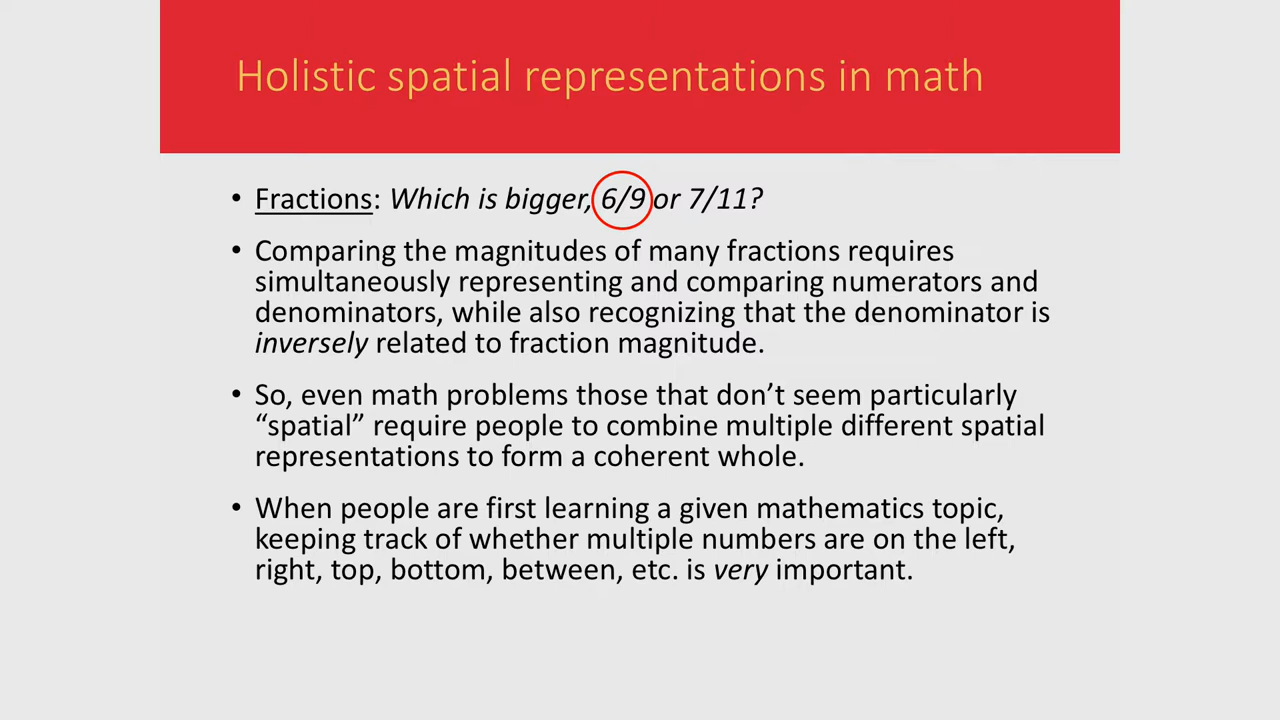 Holistic spatial representations in math
• Fractions: Which is bigger, 6/9 or 7/11?
• Comparing the magnitudes of many fractions requires
simultaneously representing and comparing numerators and
denominators, while also recognizing that the denominator is
inversely related to fraction magnitude.
• So, even math problems those that don’t seem particularly
“spatial” require people to combine multiple different spatial
representations to form a coherent whole.
• When people are first learning a given mathematics topic,
keeping track of whether multiple numbers are on the left,
right, top, bottom, between, etc. is very important.